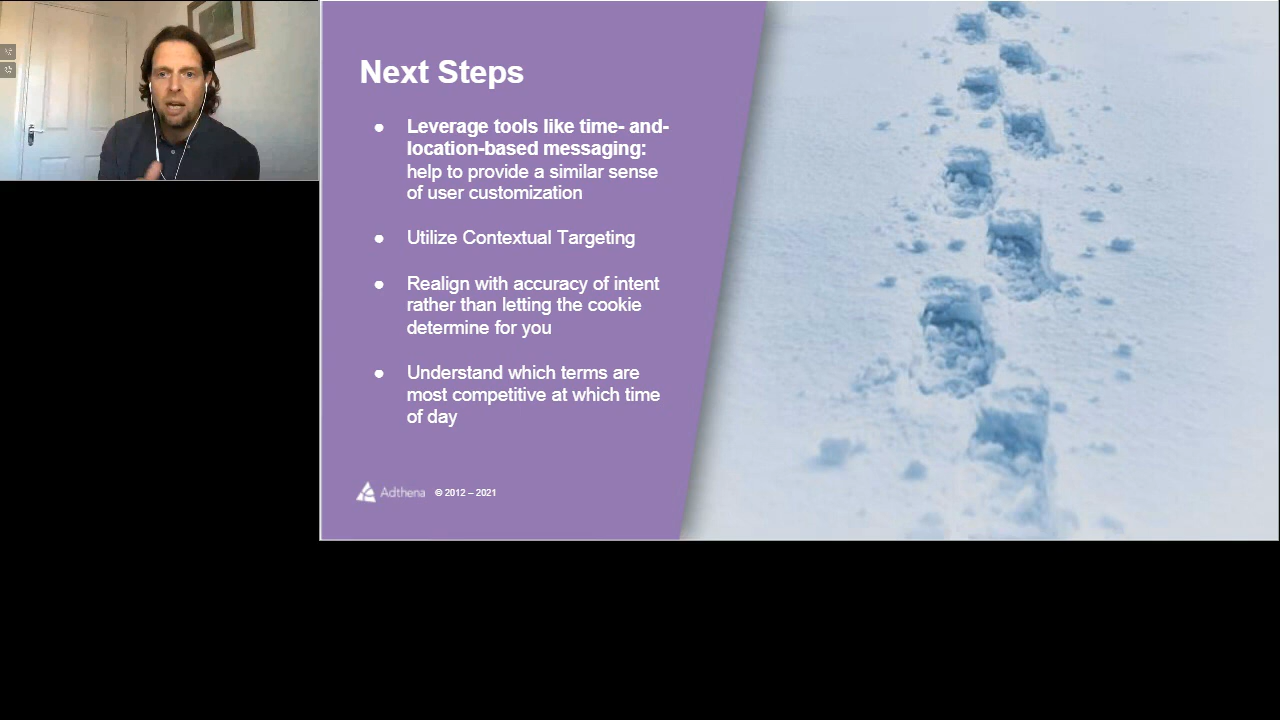 Next Steps
● Leverage tools like time- and-
location-based messaging:
help to provide a similar sense
of user customization
● Utilize Contextual Targeting
● Realign with accuracy of intent
rather than letting the cookie
determine for you
● Understand which terms are
most competitive at which time
of day
Adthena © 2012 – 2021